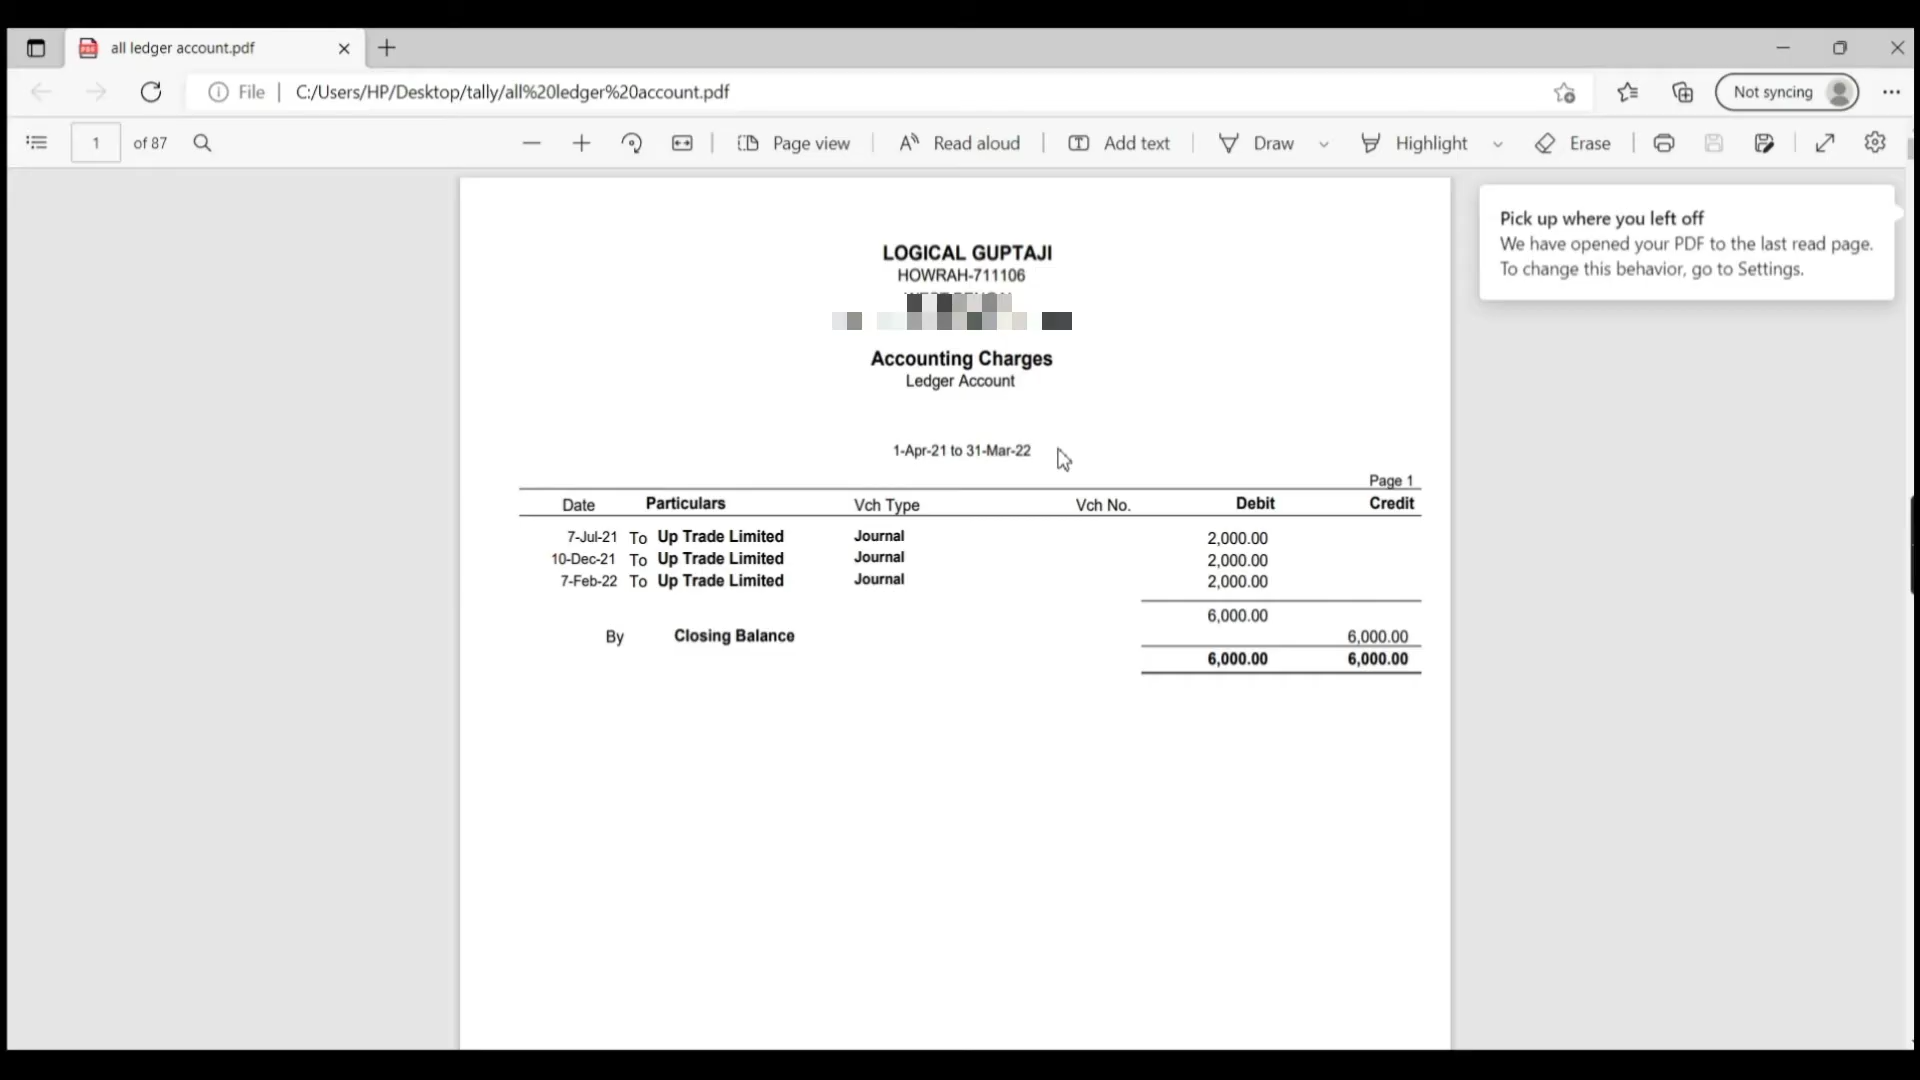 all ledger account.pdf
File
C:/Users/HP/Desktop/tally/all%20ledger%20account.pdf
Not syncing
1 of 87
Page view
Read aloud
Add text
Draw
Highlight
Erase
Pick up where you left off
We have opened your PDF to the last read page.
To change this behavior, go to Settings.
LOGICAL GUPTAJI
HOWRAH-711106
Accounting Charges
Ledger Account
1-Apr-21 to 31-Mar-22
Page 1
Date Particulars Vch Type Vch No. Debit Credit
7-Jul-21 To Up Trade Limited Journal 2,000.00
10-Dec-21 To Up Trade Limited Journal 2,000.00
7-Feb-22 To Up Trade Limited Journal 2,000.00
6,000.00
By Closing Balance 6,000.00
6,000.00 6,000.00